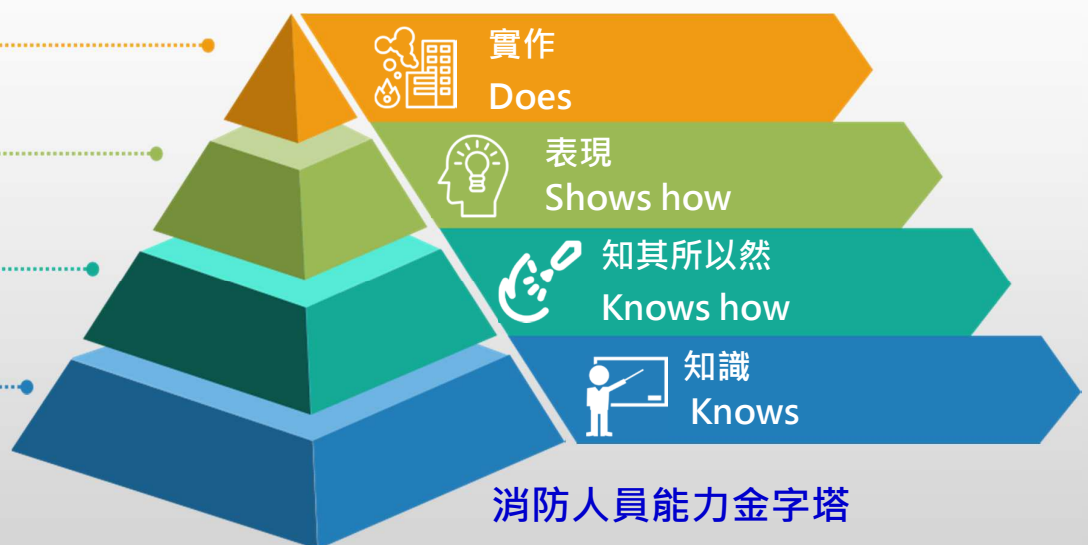 實作
Does
表現
Shows how
知其所以然
Knows how
知識
Knows
消防人員能力金字塔